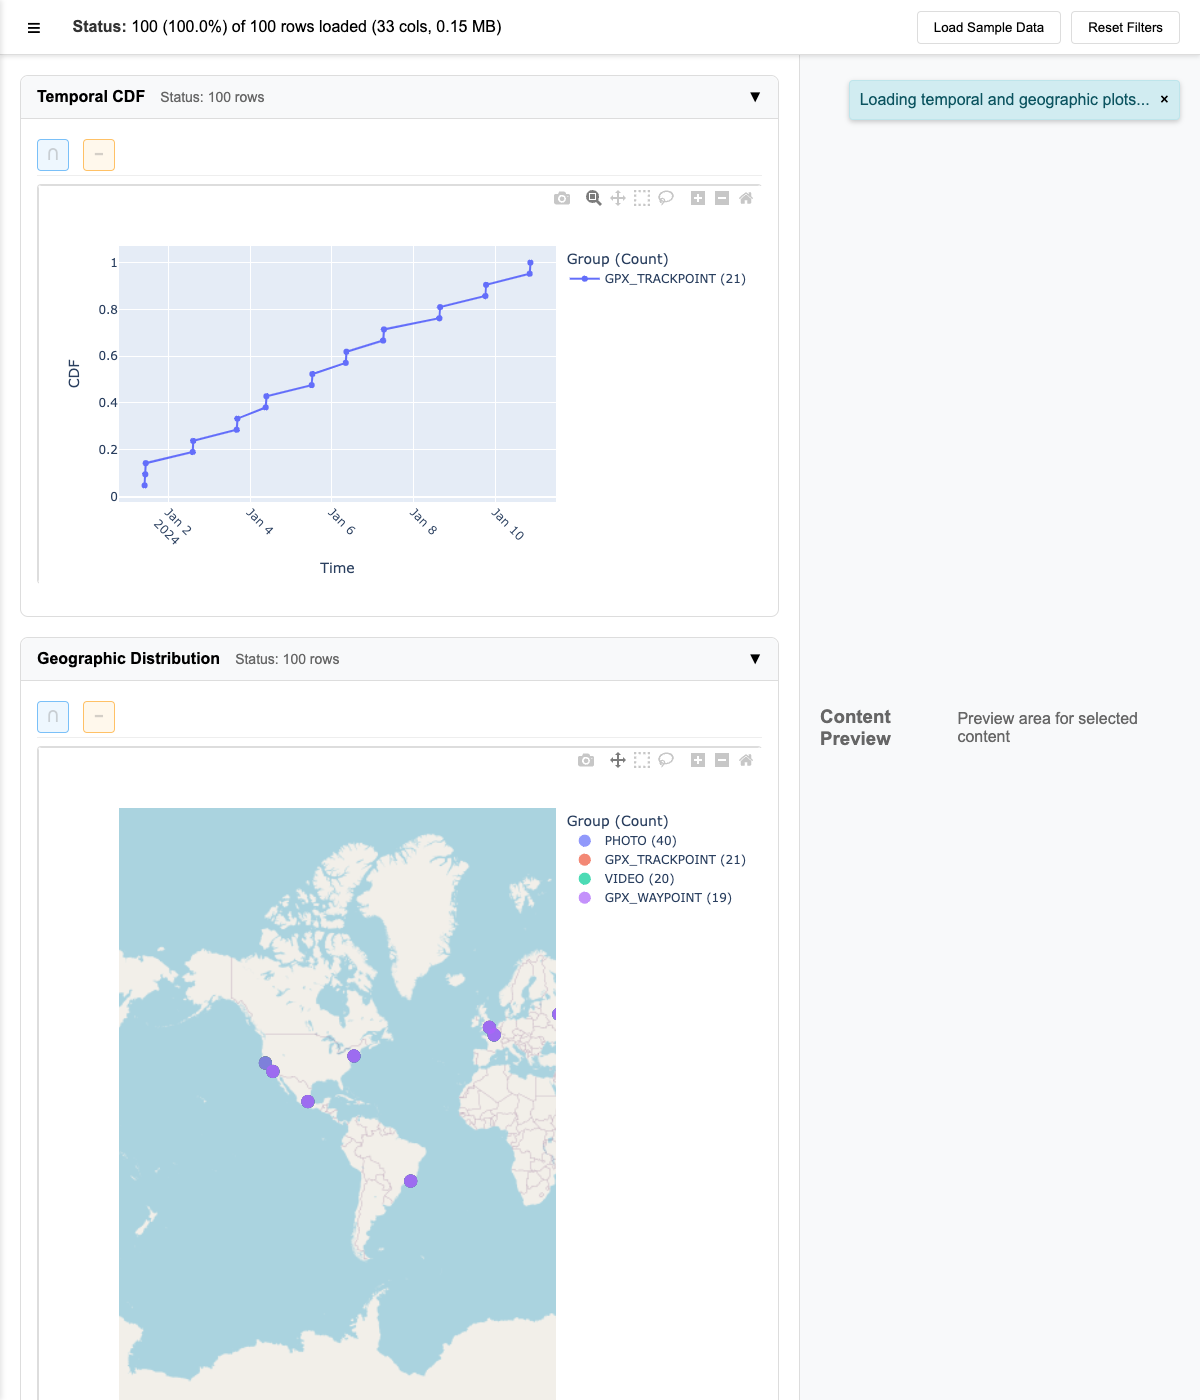 ☰ Status: 100 (100.0%) of 100 rows loaded (33 cols, 0.15 MB) Load Sample Data Reset Filters
Temporal CDF Status: 100 rows ▼
Loading temporal and geographic plots... ×
∩ −
Group (Count)
GPX_TRACKPOINT (21)
1
0.8
0.6
0.4
0.2
0
CDF
Jan 2
2024
Jan 4
Jan 6
Jan 8
Jan 10
Time
Geographic Distribution Status: 100 rows ▼
∩ −
Content
Preview
Preview area for selected
content
Group (Count)
PHOTO (40)
GPX_TRACKPOINT (21)
VIDEO (20)
GPX_WAYPOINT (19)